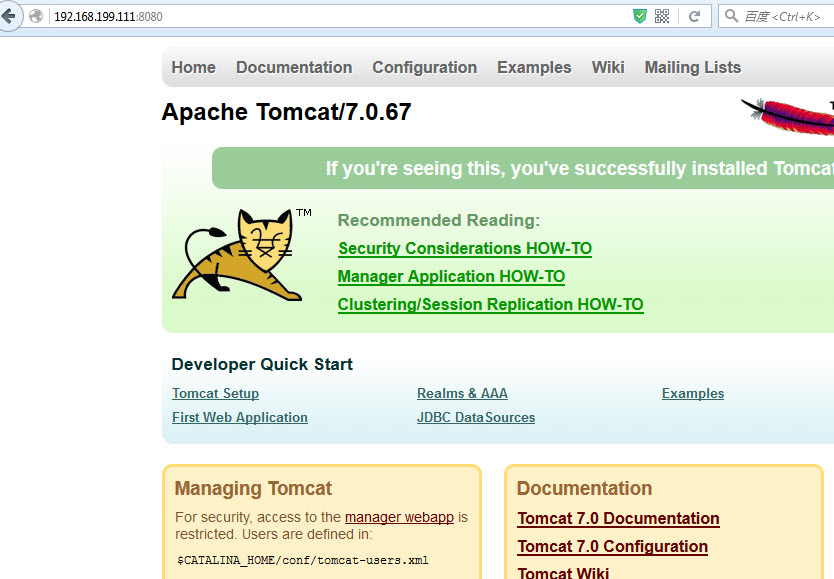 192.168.199.111:8080
百度 <Ctrl+K>
Home Documentation Configuration Examples Wiki Mailing Lists
Apache Tomcat/7.0.67
If you're seeing this, you've successfully installed Tomcat
TM
Recommended Reading:
Security Considerations HOW-TO
Manager Application HOW-TO
Clustering/Session Replication HOW-TO
Developer Quick Start
Tomcat Setup Realms & AAA Examples
First Web Application JDBC DataSources
Managing Tomcat
For security, access to the manager webapp is
restricted. Users are defined in:
$CATALINA_HOME/conf/tomcat-users.xml
Documentation
Tomcat 7.0 Documentation
Tomcat 7.0 Configuration
Tomcat Wiki